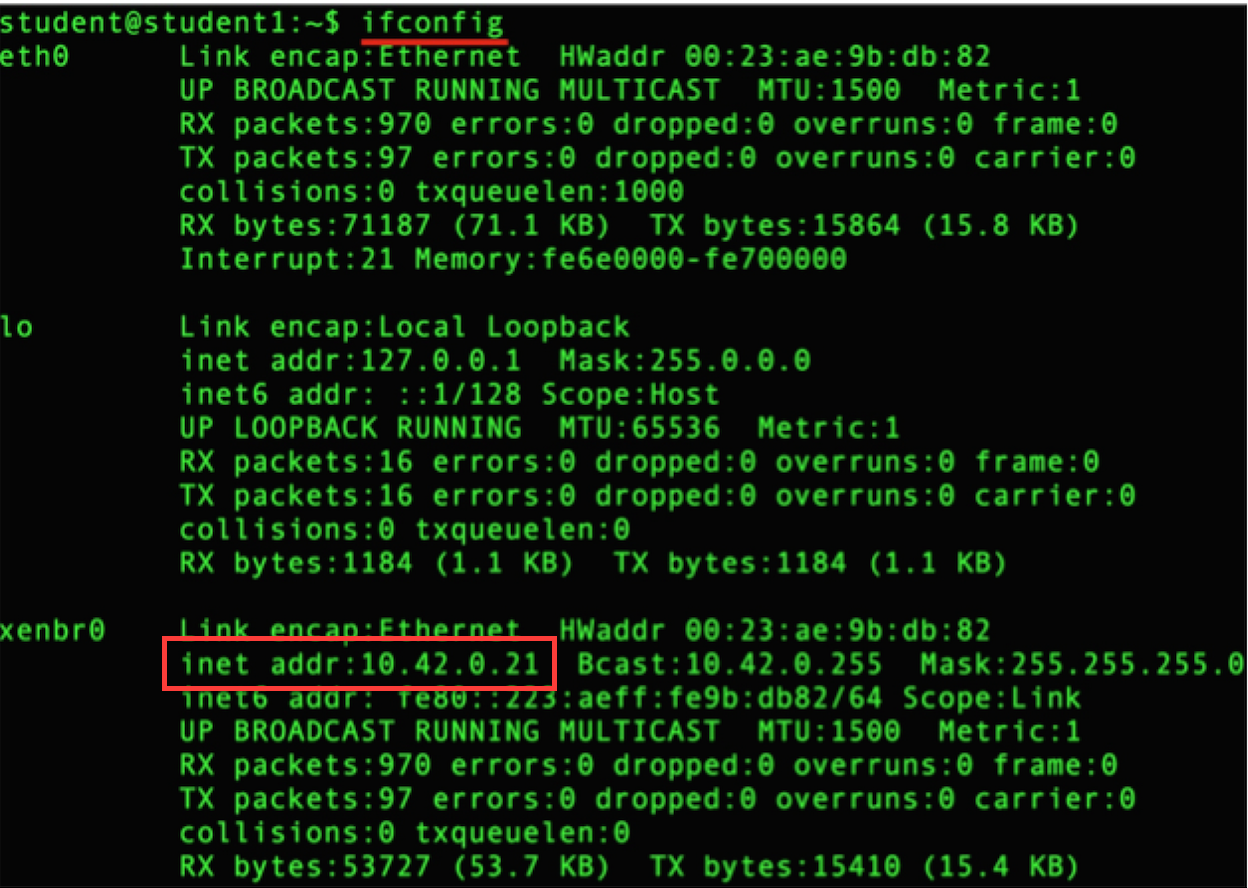 student@student1:~$ ifconfig
eth0      Link encap:Ethernet  HWaddr 00:23:ae:9b:db:82
          UP BROADCAST RUNNING MULTICAST  MTU:1500  Metric:1
          RX packets:970 errors:0 dropped:0 overruns:0 frame:0
          TX packets:97 errors:0 dropped:0 overruns:0 carrier:0
          collisions:0 txqueuelen:1000
          RX bytes:71187 (71.1 KB)  TX bytes:15864 (15.8 KB)
          Interrupt:21 Memory:fe6e0000-fe700000

lo        Link encap:Local Loopback
          inet addr:127.0.0.1  Mask:255.0.0.0
          inet6 addr: ::1/128 Scope:Host
          UP LOOPBACK RUNNING  MTU:65536  Metric:1
          RX packets:16 errors:0 dropped:0 overruns:0 frame:0
          TX packets:16 errors:0 dropped:0 overruns:0 carrier:0
          collisions:0 txqueuelen:0
          RX bytes:1184 (1.1 KB)  TX bytes:1184 (1.1 KB)

xenbr0    Link encap:Ethernet  HWaddr 00:23:ae:9b:db:82
          inet addr:10.42.0.21  Bcast:10.42.0.255  Mask:255.255.255.0
          inet6 addr: fe80::223:aeff:fe9b:db82/64 Scope:Link
          UP BROADCAST RUNNING MULTICAST  MTU:1500  Metric:1
          RX packets:970 errors:0 dropped:0 overruns:0 frame:0
          TX packets:97 errors:0 dropped:0 overruns:0 carrier:0
          collisions:0 txqueuelen:0
          RX bytes:53727 (53.7 KB)  TX bytes:15410 (15.4 KB)